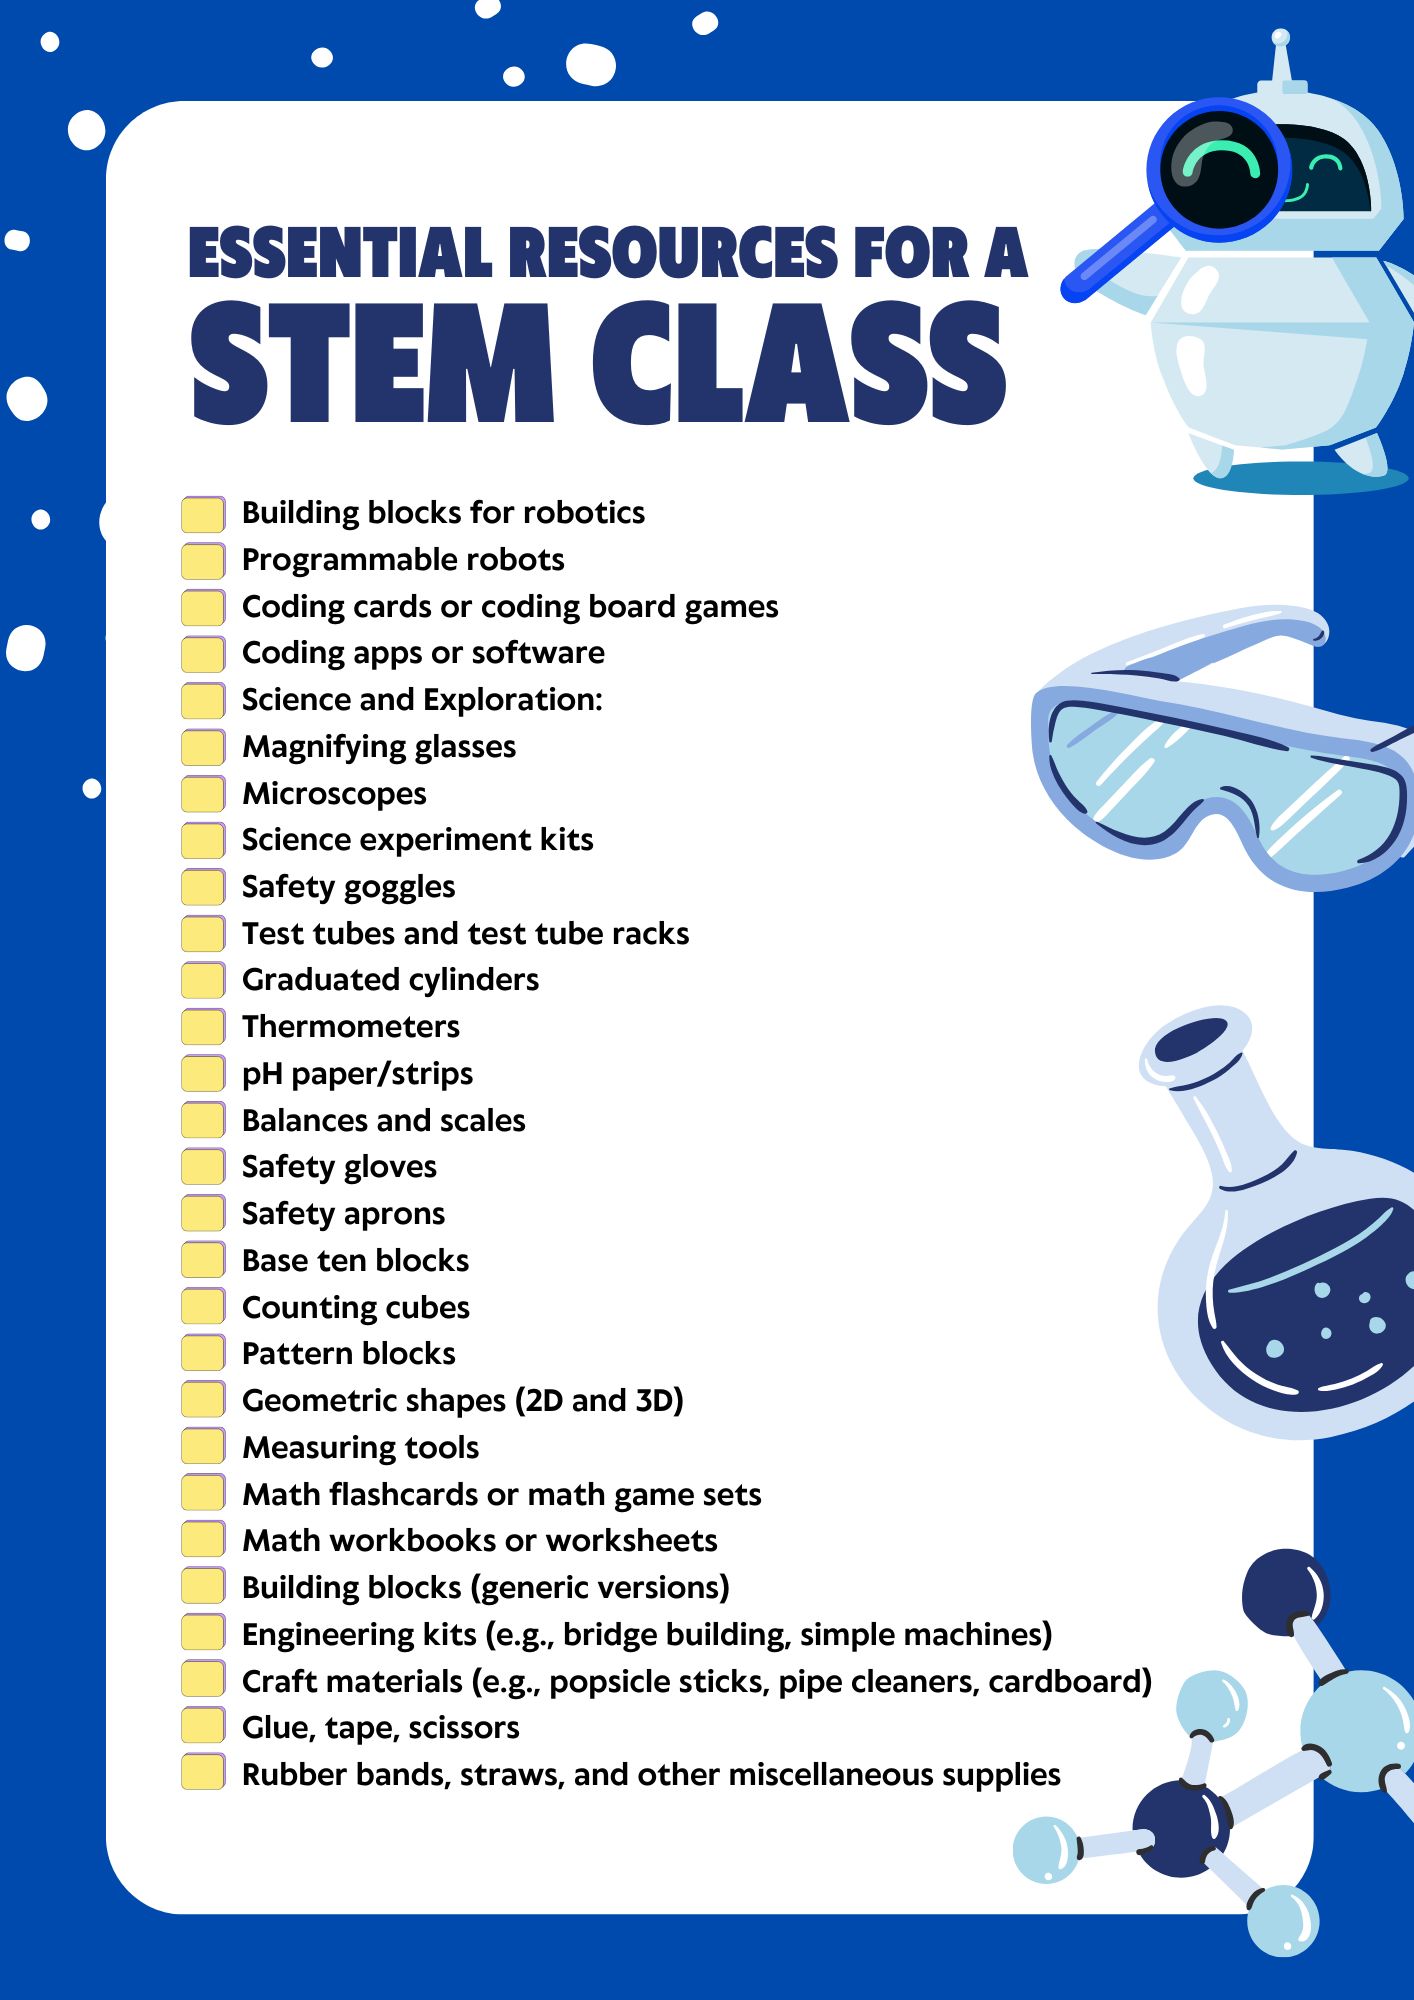 ESSENTIAL RESOURCES FOR A
STEM CLASS
Building blocks for robotics
Programmable robots
Coding cards or coding board games
Coding apps or software
Science and Exploration:
Magnifying glasses
Microscopes
Science experiment kits
Safety goggles
Test tubes and test tube racks
Graduated cylinders
Thermometers
pH paper/strips
Balances and scales
Safety gloves
Safety aprons
Base ten blocks
Counting cubes
Pattern blocks
Geometric shapes (2D and 3D)
Measuring tools
Math flashcards or math game sets
Math workbooks or worksheets
Building blocks (generic versions)
Engineering kits (e.g., bridge building, simple machines)
Craft materials (e.g., popsicle sticks, pipe cleaners, cardboard)
Glue, tape, scissors
Rubber bands, straws, and other miscellaneous supplies